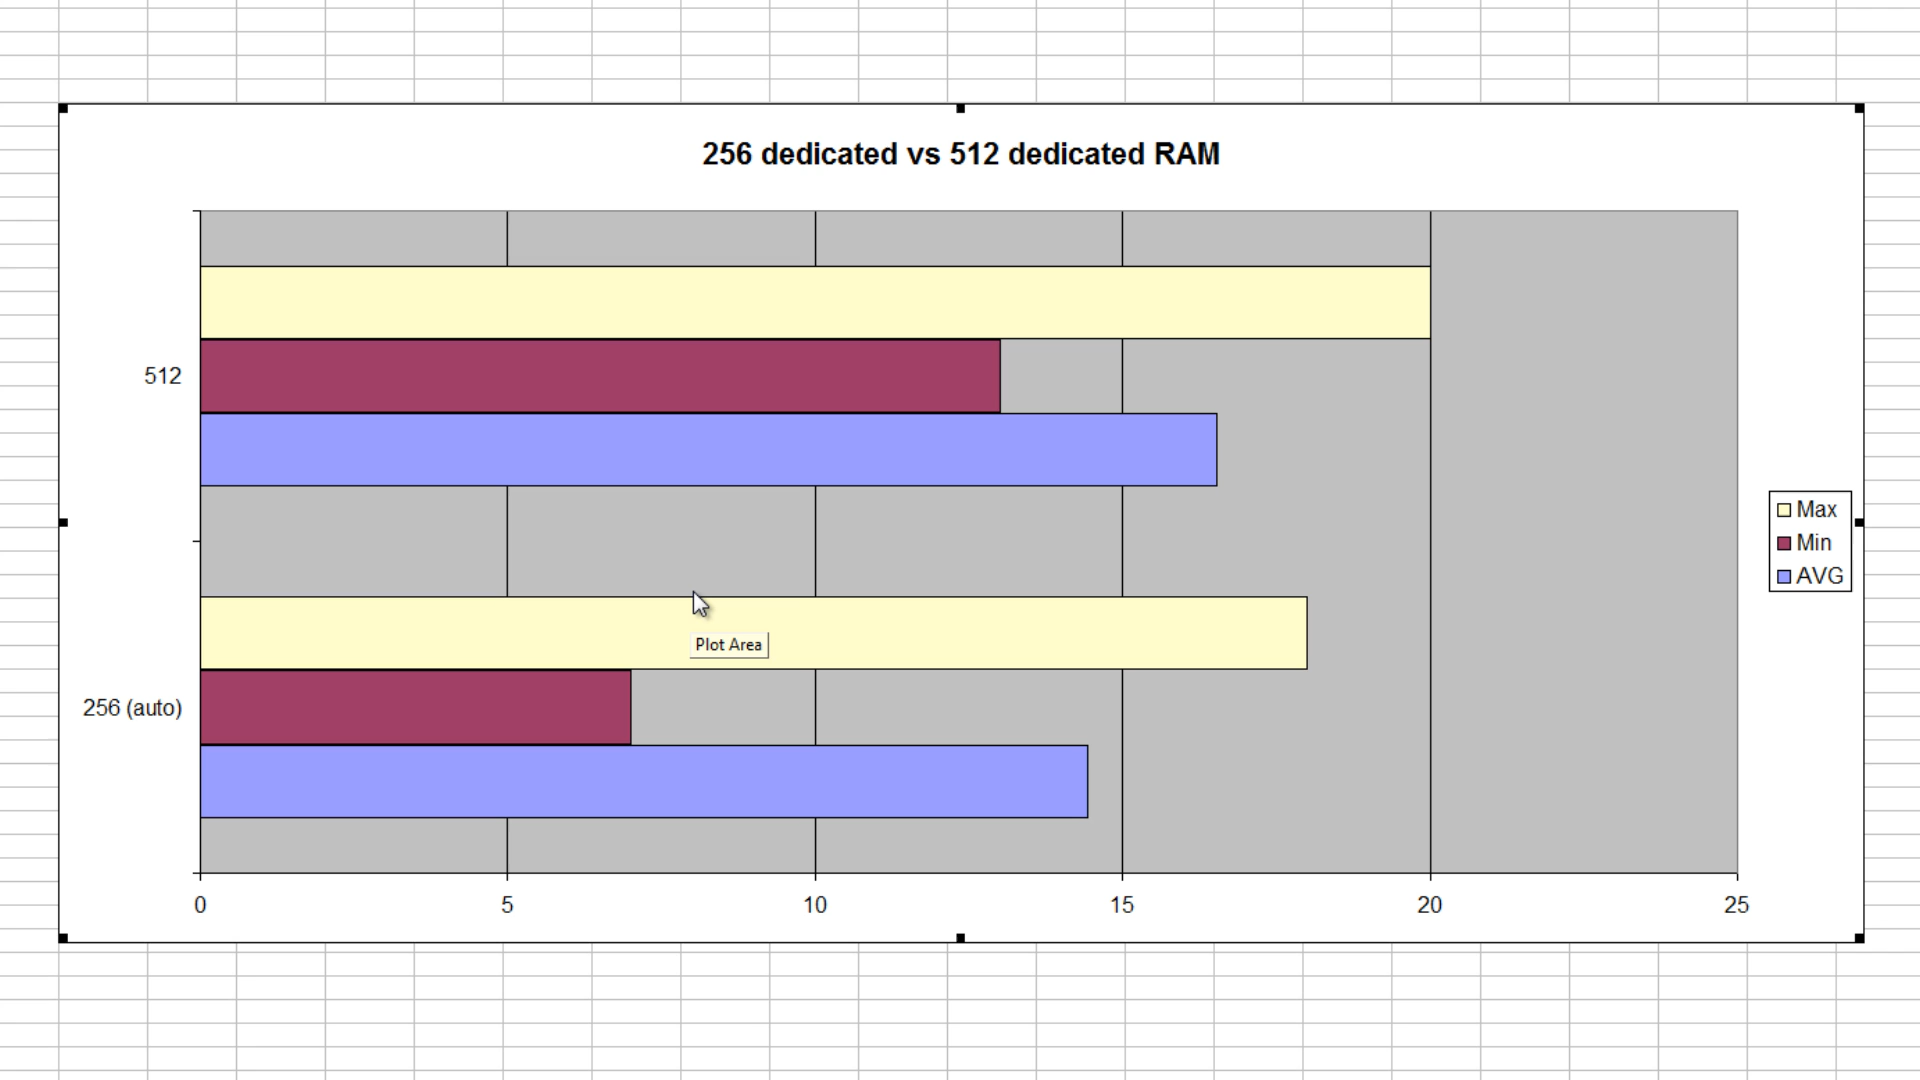 256 dedicated vs 512 dedicated RAM
512
Max
Min
AVG
Plot Area
256 (auto)
0 5 10 15 20 25